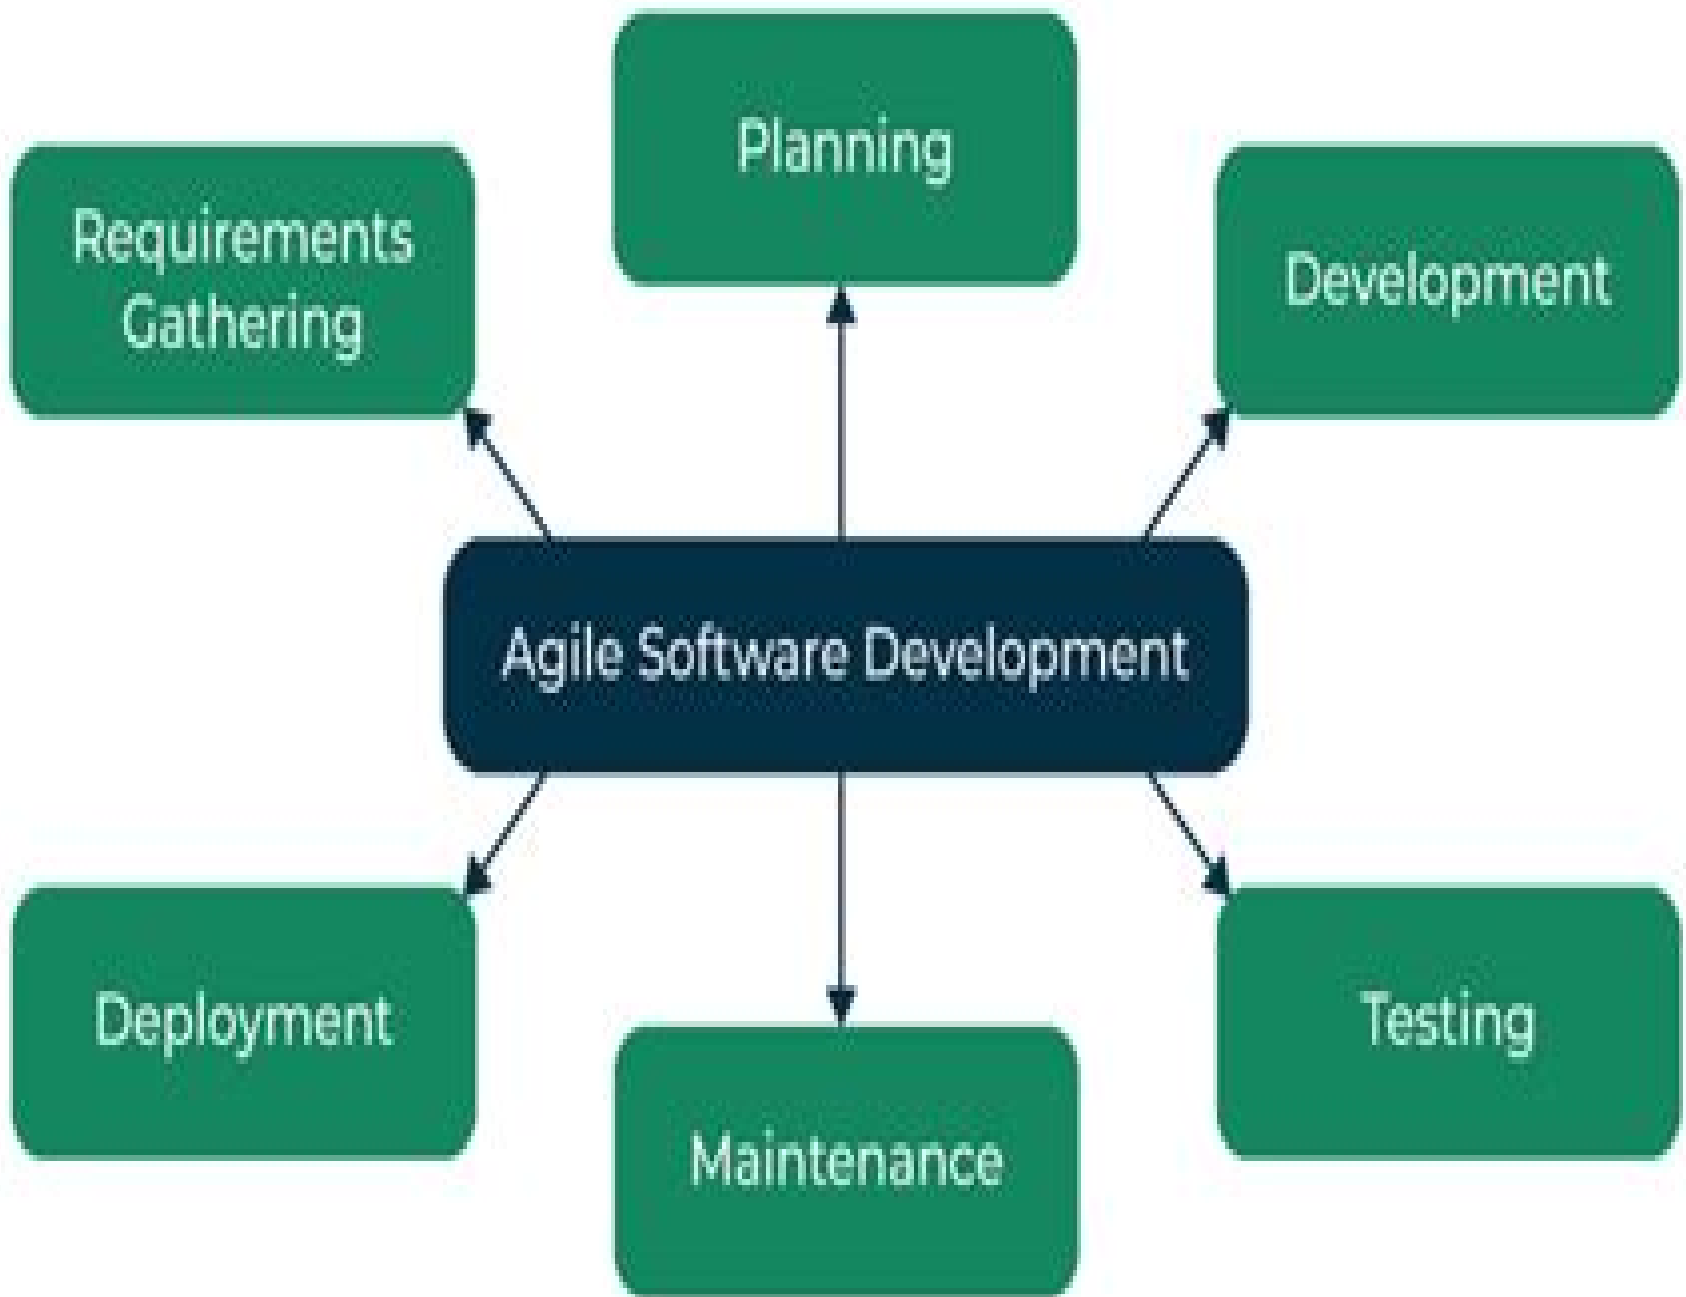 Planning
Requirements
Gathering
Development
Agile Software Development
Deployment
Testing
Maintenance